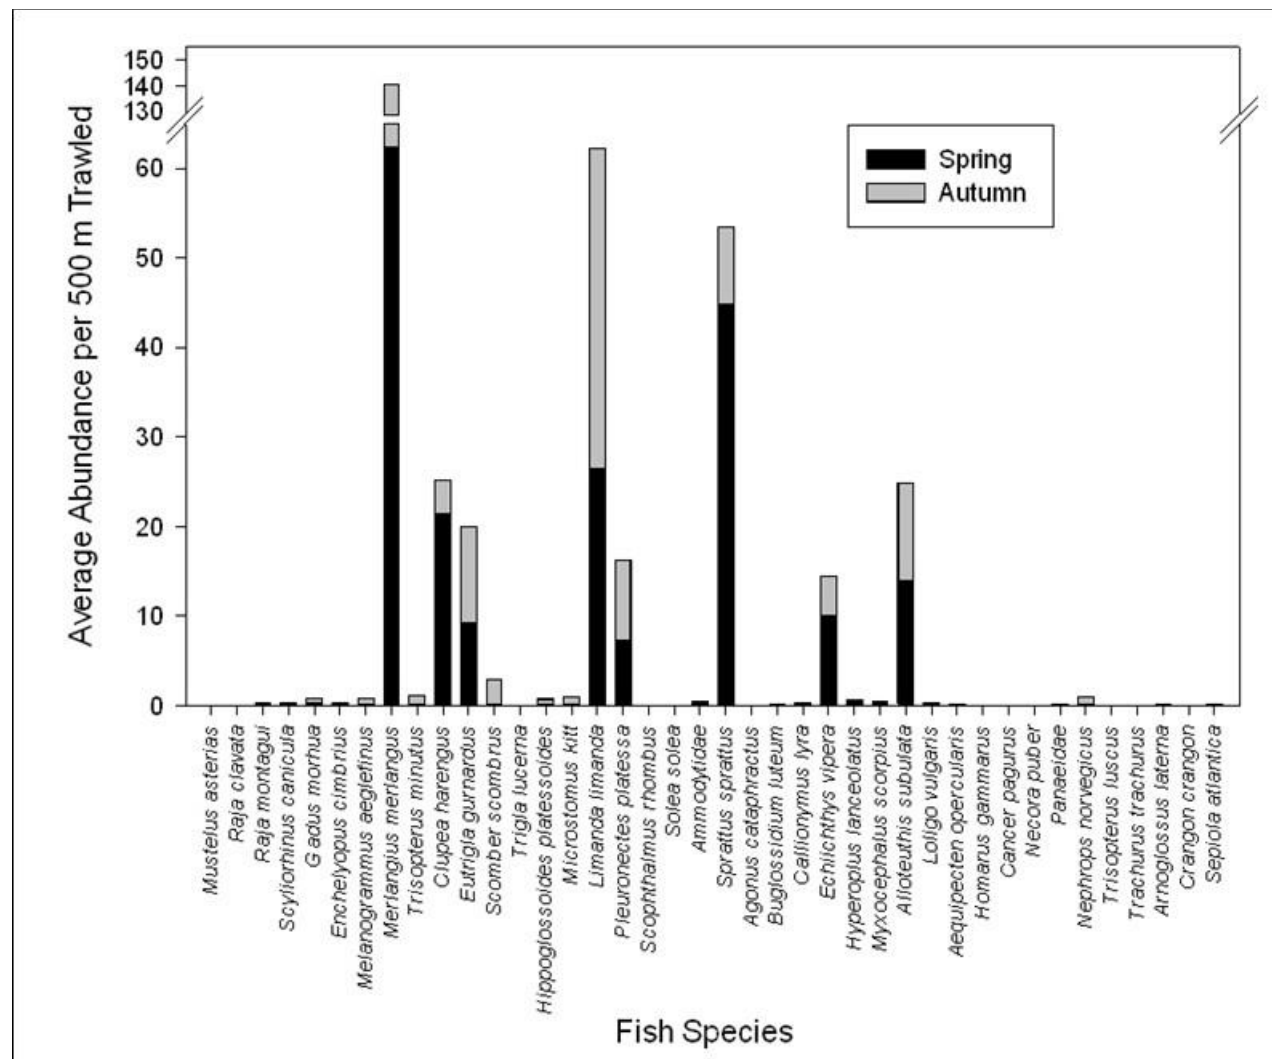 Average Abundance per 500 m Trawled
150
140
130
60
50
40
30
20
10
0
Spring
Autumn
Mustelus asterias
Raja clavata
Raja montagui
Scyliorhinus canicula
Gadus morhua
Enchelyopus cimbrius
Melanogrammus aeglefinus
Merlangius merlangus
Trisopterus minutus
Clupea harengus
Eutrigla gurnardus
Scomber scombrus
Trigla lucerna
Hippoglossoides platessoides
Microstomus kitt
Limanda limanda
Pleuronectes platessa
Scophthalmus rhombus
Solea solea
Ammodytidae
Sprattus sprattus
Agonus cataphractus
Buglossidium luteum
Callionymus lyra
Echiichthys vipera
Hyperoplus lanceolatus
Myxocephalus scorpius
Alloteuthis subulata
Loligo vulgaris
Aequipecten opercularis
Homarus gammarus
Cancer pagurus
Necora puber
Panaeidae
Nephrops norvegicus
Trisopterus luscus
Trachurus trachurus
Arnoglossus laterna
Crangon crangon
Sepiola atlantica
Fish Species